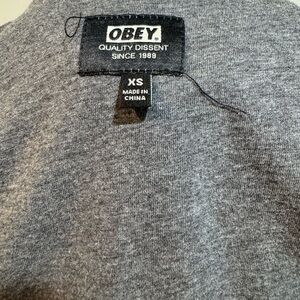 OBEY.
QUALITY DISSENT
SINCE 1989
XS
MADE IN
CHINA